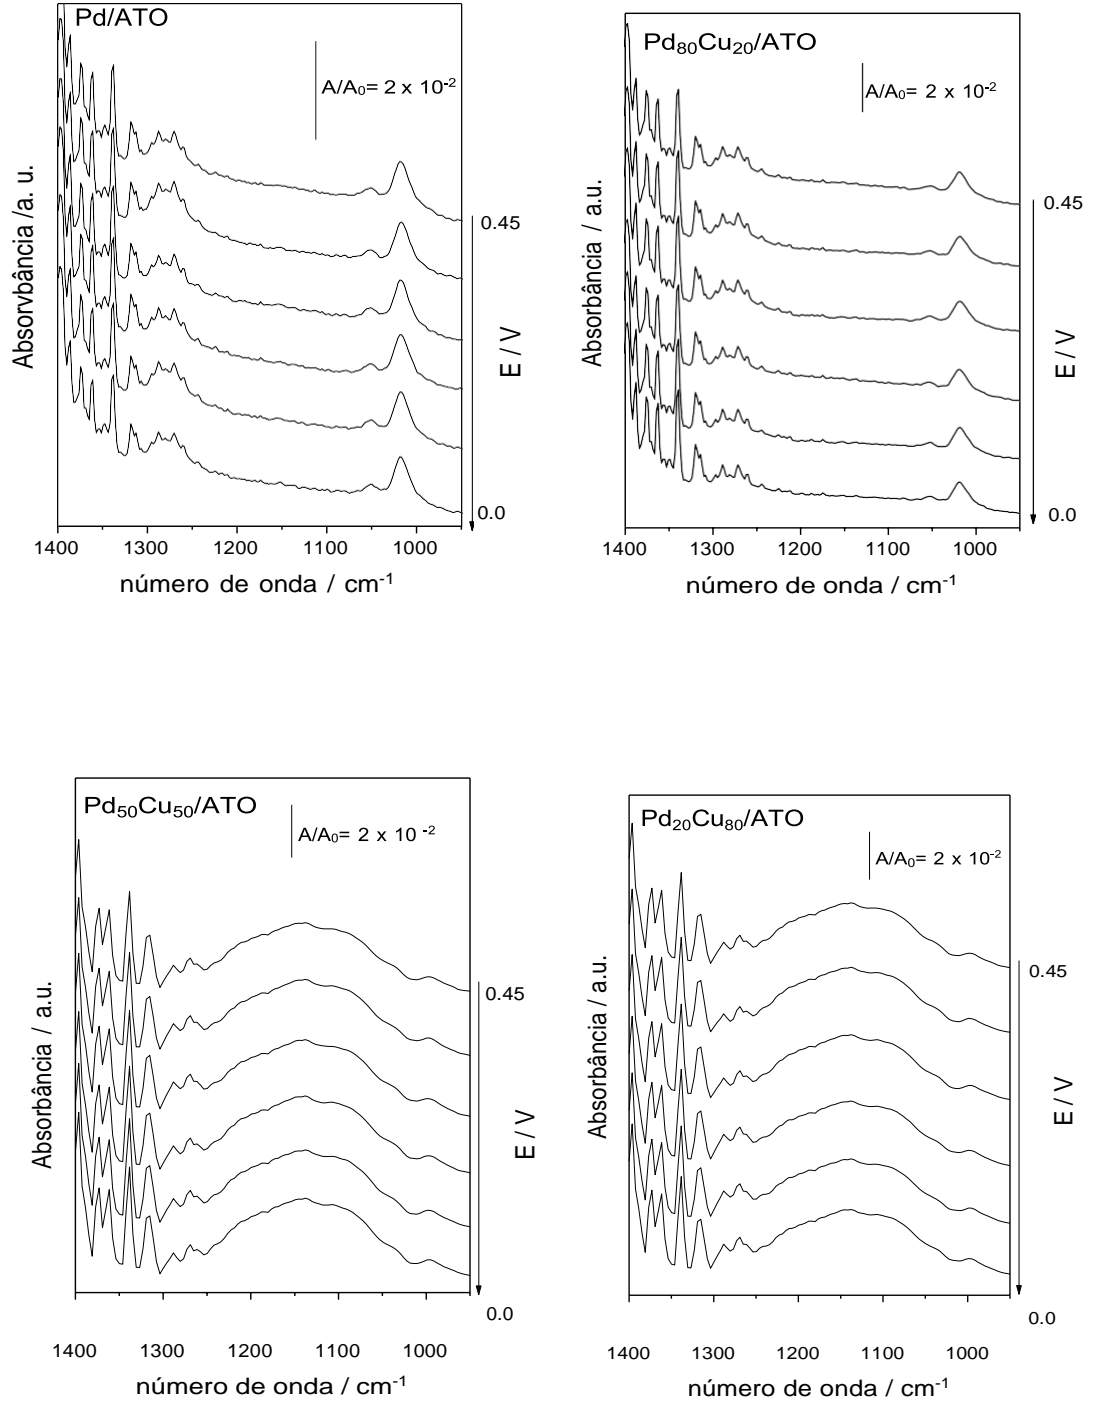 Pd/ATO
A/A₀= 2 x 10⁻²
Absorvbância /a. u.
0.45
E / V
0.0
1400 1300 1200 1100 1000
número de onda / cm⁻¹
Pd₈₀Cu₂₀/ATO
A/A₀= 2 x 10⁻²
Absorbância / a.u.
0.45
E / V
0.0
1400 1300 1200 1100 1000
número de onda / cm⁻¹
Pd₅₀Cu₅₀/ATO
A/A₀= 2 x 10 ⁻²
Absorbância / a.u.
0.45
E / V
0.0
1400 1300 1200 1100 1000
número de onda / cm⁻¹
Pd₂₀Cu₈₀/ATO
A/A₀= 2 x 10⁻²
Absorbância / a.u.
0.45
E / V
0.0
1400 1300 1200 1100 1000
número de onda / cm⁻¹